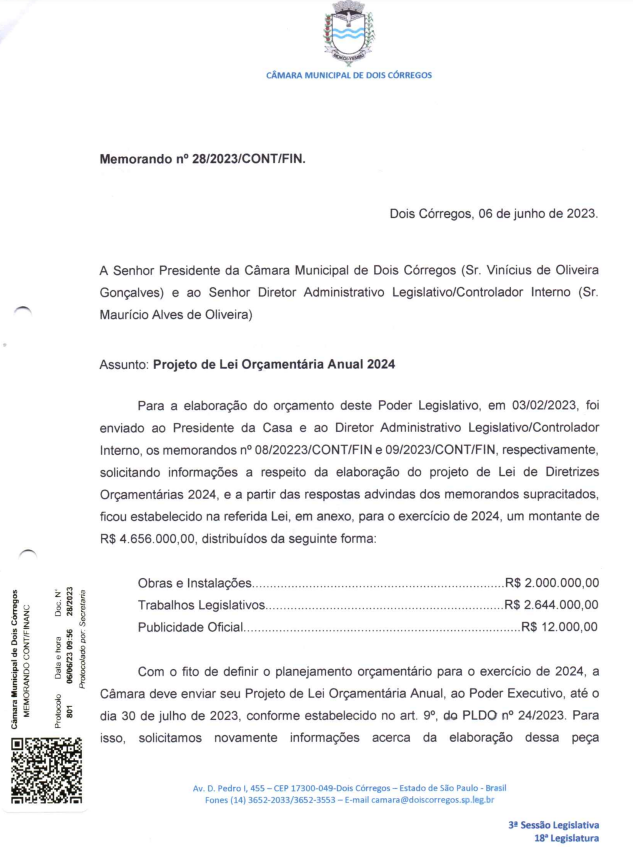 CÂMARA MUNICIPAL DE DOIS CÓRREGOS
Memorando nº 28/2023/CONT/FIN.
Dois Córregos, 06 de junho de 2023.
A Senhor Presidente da Câmara Municipal de Dois Córregos (Sr. Vinícius de Oliveira
Gonçalves) e ao Senhor Diretor Administrativo Legislativo/Controlador Interno (Sr.
Maurício Alves de Oliveira)
Assunto: Projeto de Lei Orçamentária Anual 2024
Para a elaboração do orçamento deste Poder Legislativo, em 03/02/2023, foi
enviado ao Presidente da Casa e ao Diretor Administrativo Legislativo/Controlador
Interno, os memorandos nº 08/20223/CONT/FIN e 09/2023/CONT/FIN, respectivamente,
solicitando informações a respeito da elaboração do projeto de Lei de Diretrizes
Orçamentárias 2024, e a partir das respostas advindas dos memorandos supracitados,
ficou estabelecido na referida Lei, em anexo, para o exercício de 2024, um montante de
R$ 4.656.000,00, distribuídos da seguinte forma:
Obras e Instalações..............................................................R$ 2.000.000,00
Trabalhos Legislativos...........................................................R$ 2.644.000,00
Publicidade Oficial....................................................................R$ 12.000,00
Com o fito de definir o planejamento orçamentário para o exercício de 2024, a
Câmara deve enviar seu Projeto de Lei Orçamentária Anual, ao Poder Executivo, até o
dia 30 de julho de 2023, conforme estabelecido no art. 9º, do PLDO nº 24/2023. Para
isso, solicitamos novamente informações acerca da elaboração dessa peça
Câmara Municipal de Dois Córregos
MEMORANDO CONT/FINANC
Protocolo Data e hora Doc. N°
801 06/06/23 09:56 28/2023
Protocolado por: Secretaria
Av. D. Pedro I, 455 – CEP 17300-049-Dois Córregos – Estado de São Paulo - Brasil
Fones (14) 3652-2033/3652-3553 – E-mail camara@doiscorregos.sp.leg.br
3ª Sessão Legislativa
18ª Legislatura